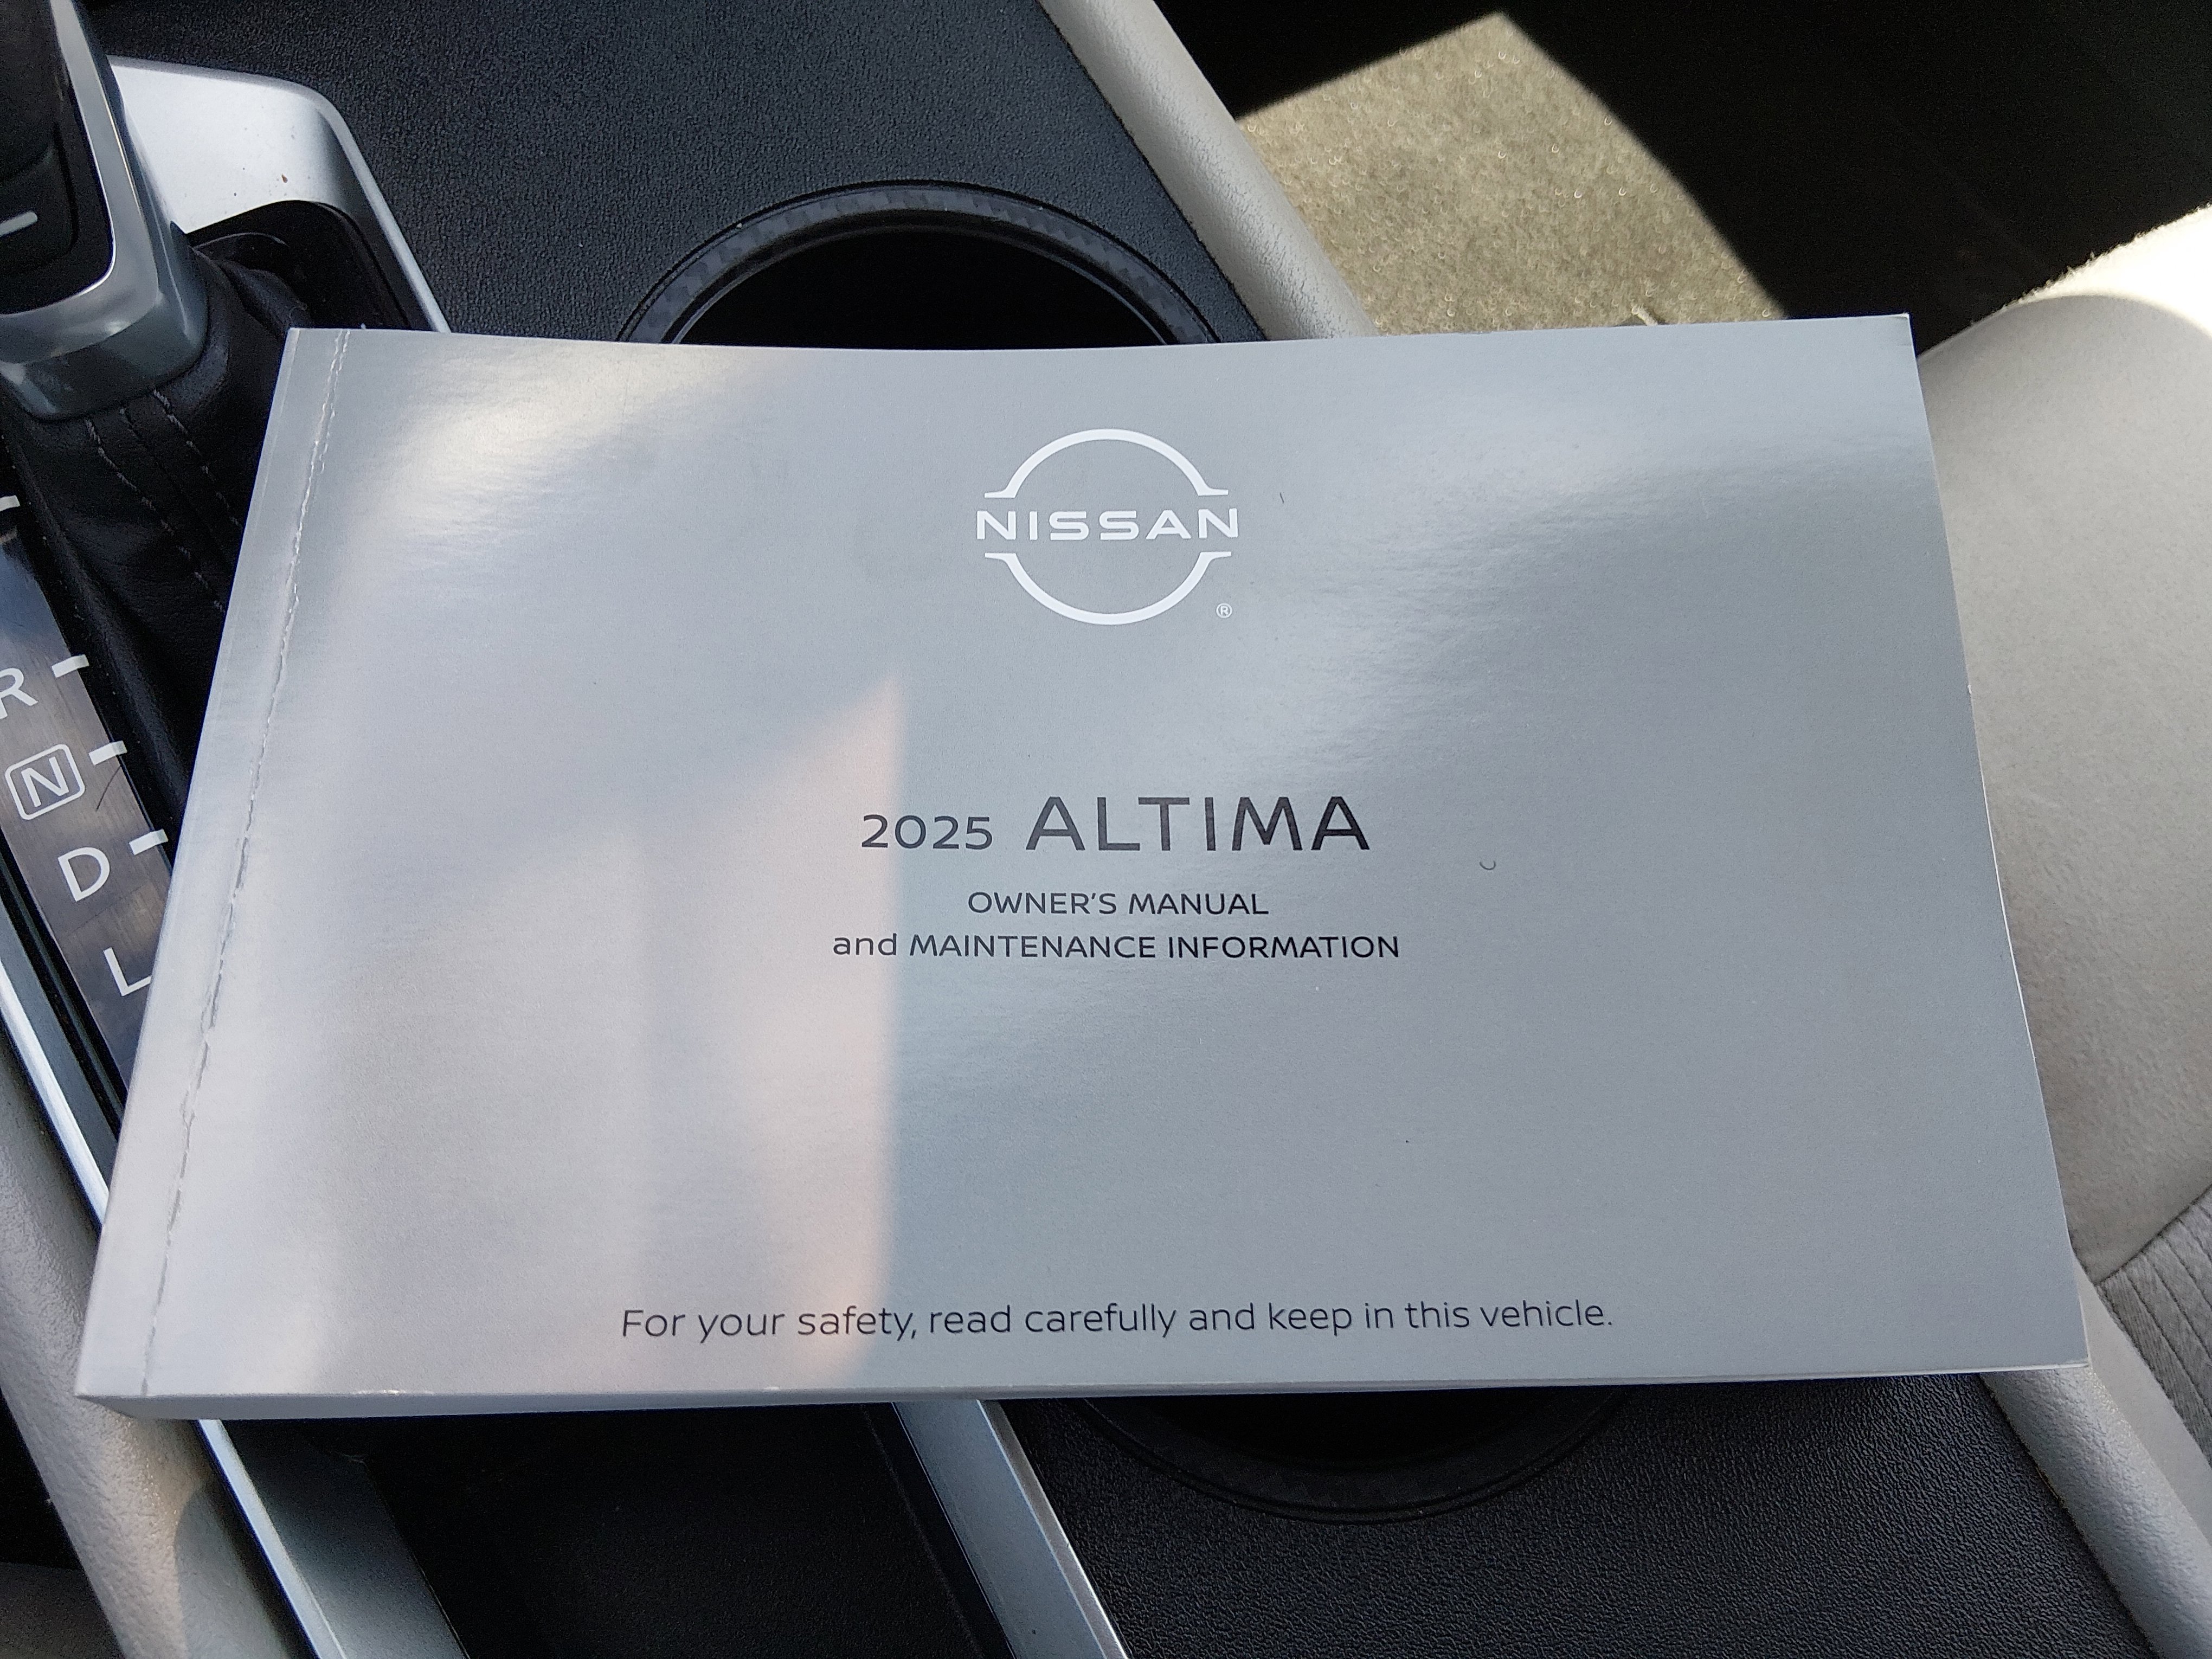 NISSAN
®
2025 ALTIMA
OWNER'S MANUAL
and MAINTENANCE INFORMATION
For your safety, read carefully and keep in this vehicle.
R
N
D
L